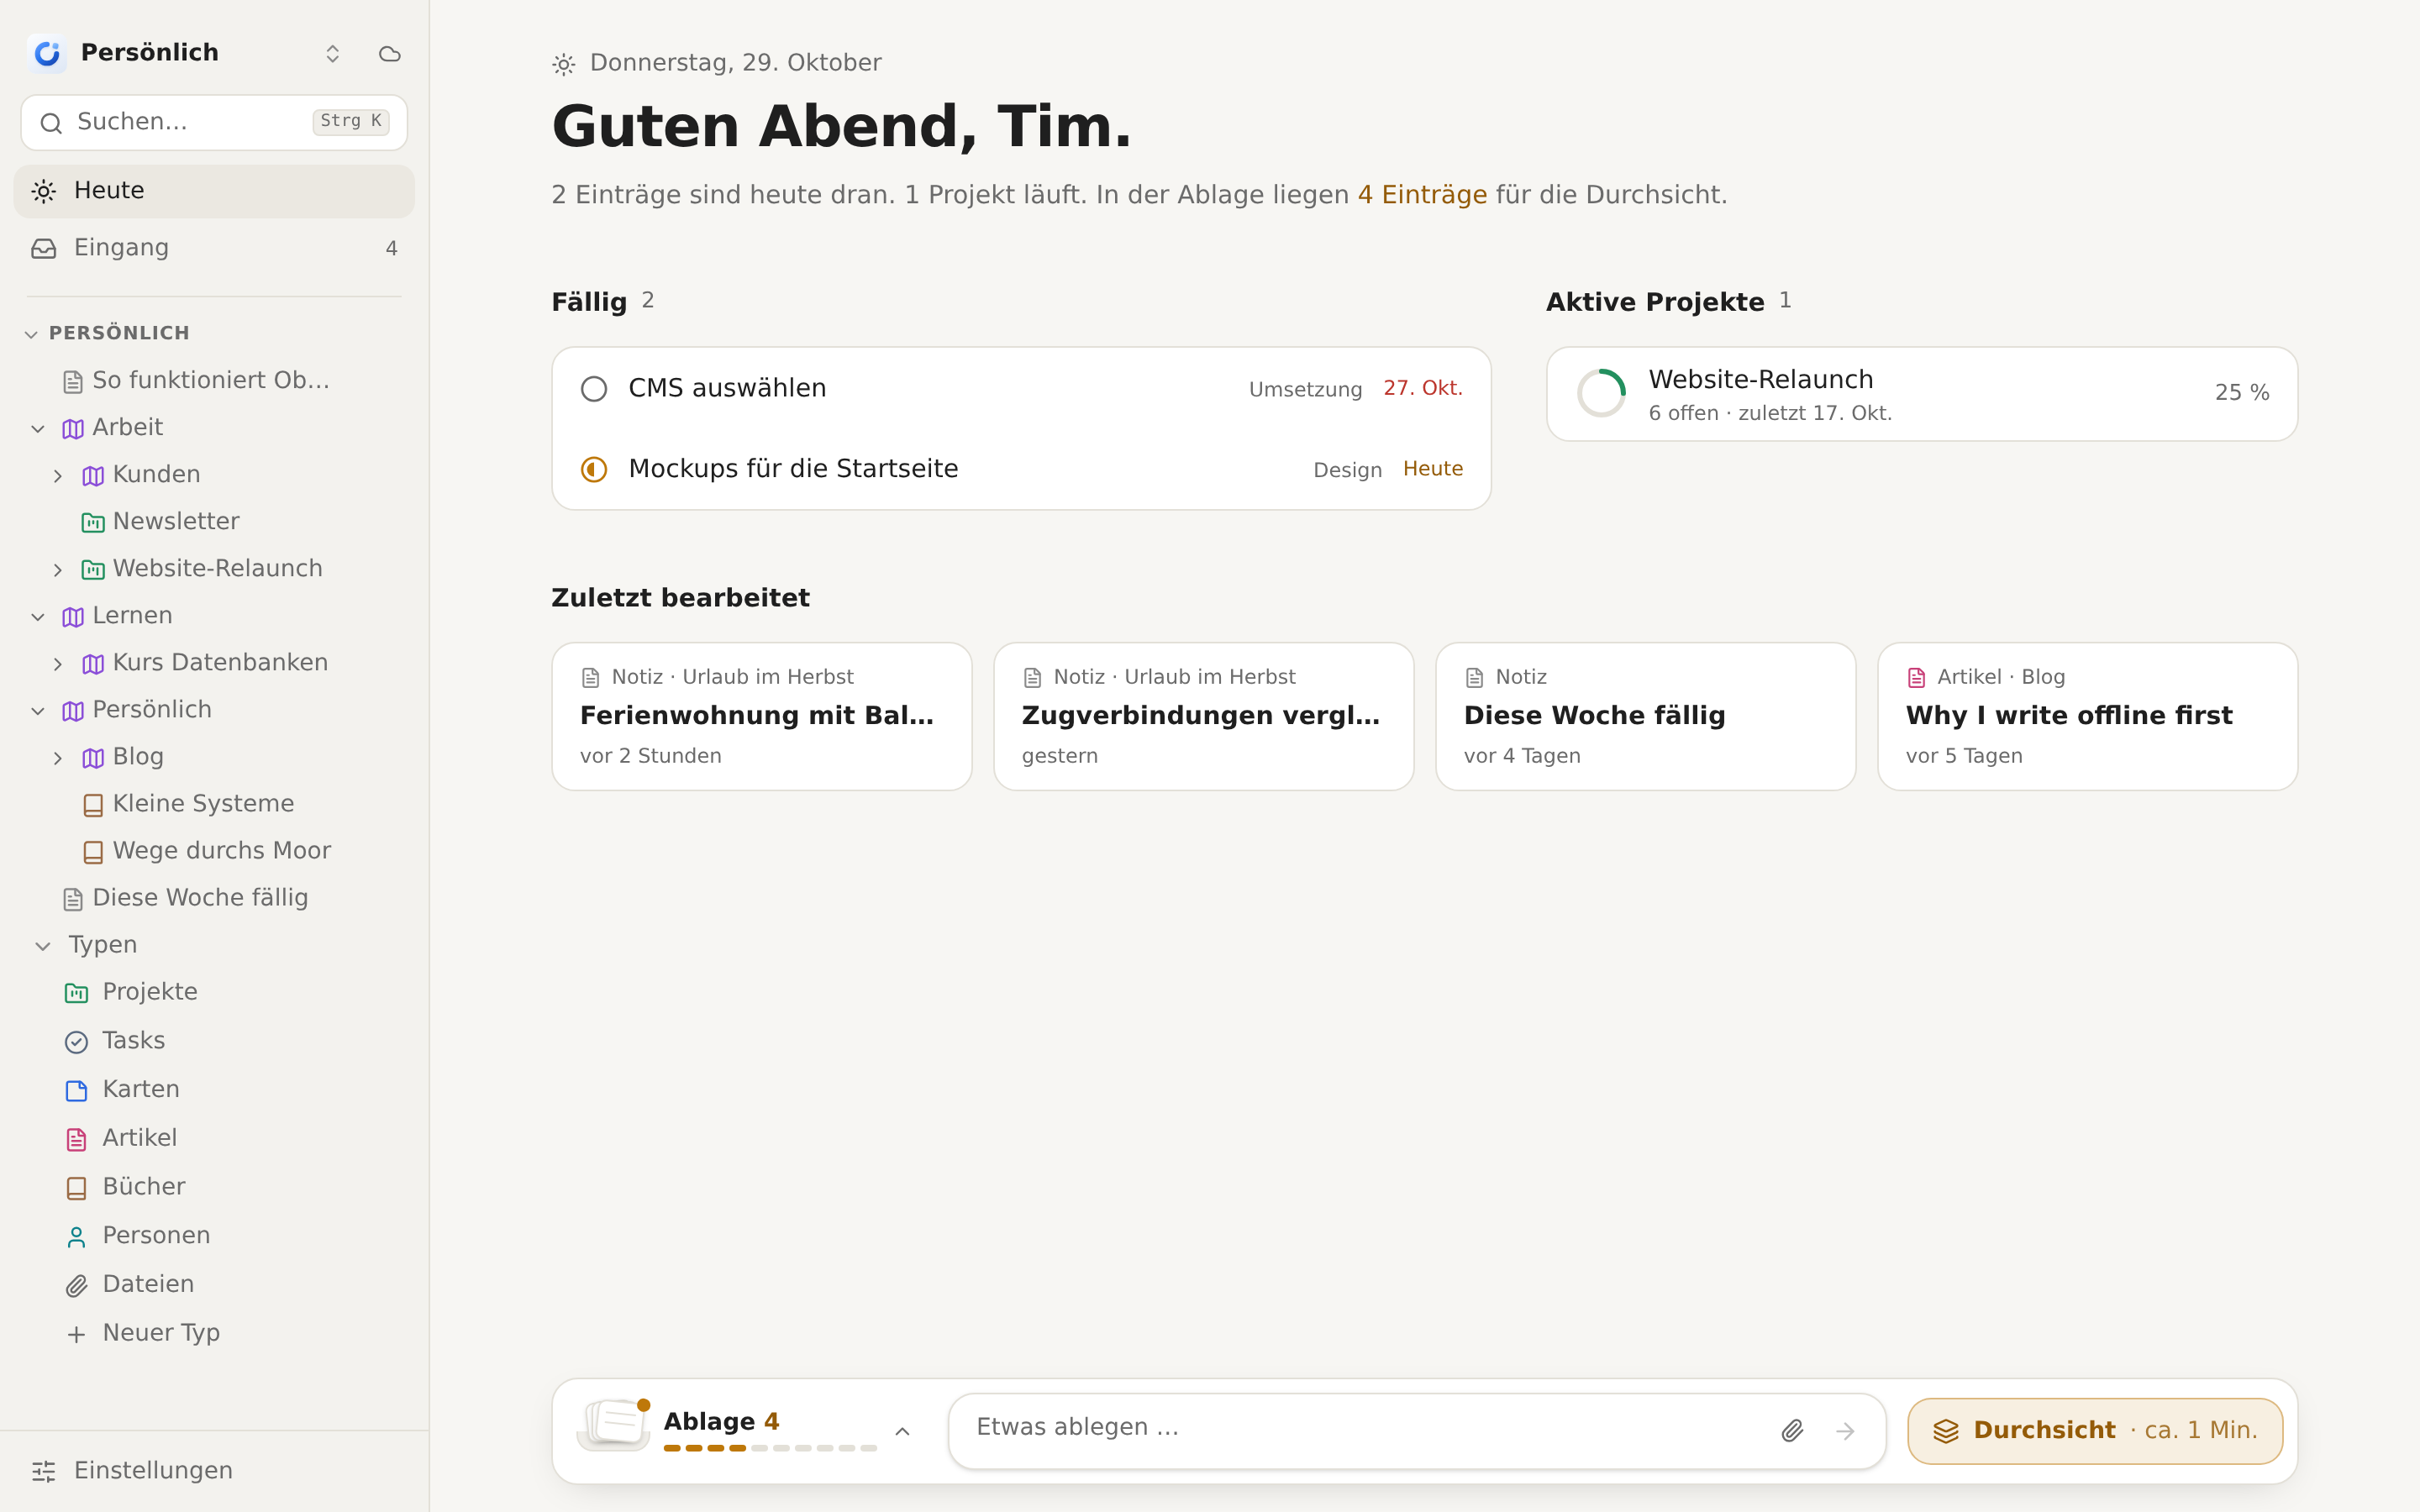 Persönlich
Suchen...
Strg K
Heute
Eingang
4
PERSÖNLICH
So funktioniert Ob...
Arbeit
Kunden
Newsletter
Website-Relaunch
Lernen
Kurs Datenbanken
Persönlich
Blog
Kleine Systeme
Wege durchs Moor
Diese Woche fällig
Typen
Projekte
Tasks
Karten
Artikel
Bücher
Personen
Dateien
Neuer Typ
Einstellungen
Donnerstag, 29. Oktober
Guten Abend, Tim.
2 Einträge sind heute dran. 1 Projekt läuft. In der Ablage liegen 4 Einträge für die Durchsicht.
Fällig 2
CMS auswählen Umsetzung 27. Okt.
Mockups für die Startseite Design Heute
Aktive Projekte 1
Website-Relaunch
6 offen · zuletzt 17. Okt.
25 %
Zuletzt bearbeitet
Notiz · Urlaub im Herbst
Ferienwohnung mit Bal...
vor 2 Stunden
Notiz · Urlaub im Herbst
Zugverbindungen vergl...
gestern
Notiz
Diese Woche fällig
vor 4 Tagen
Artikel · Blog
Why I write offline first
vor 5 Tagen
Ablage 4
Etwas ablegen ...
Durchsicht · ca. 1 Min.